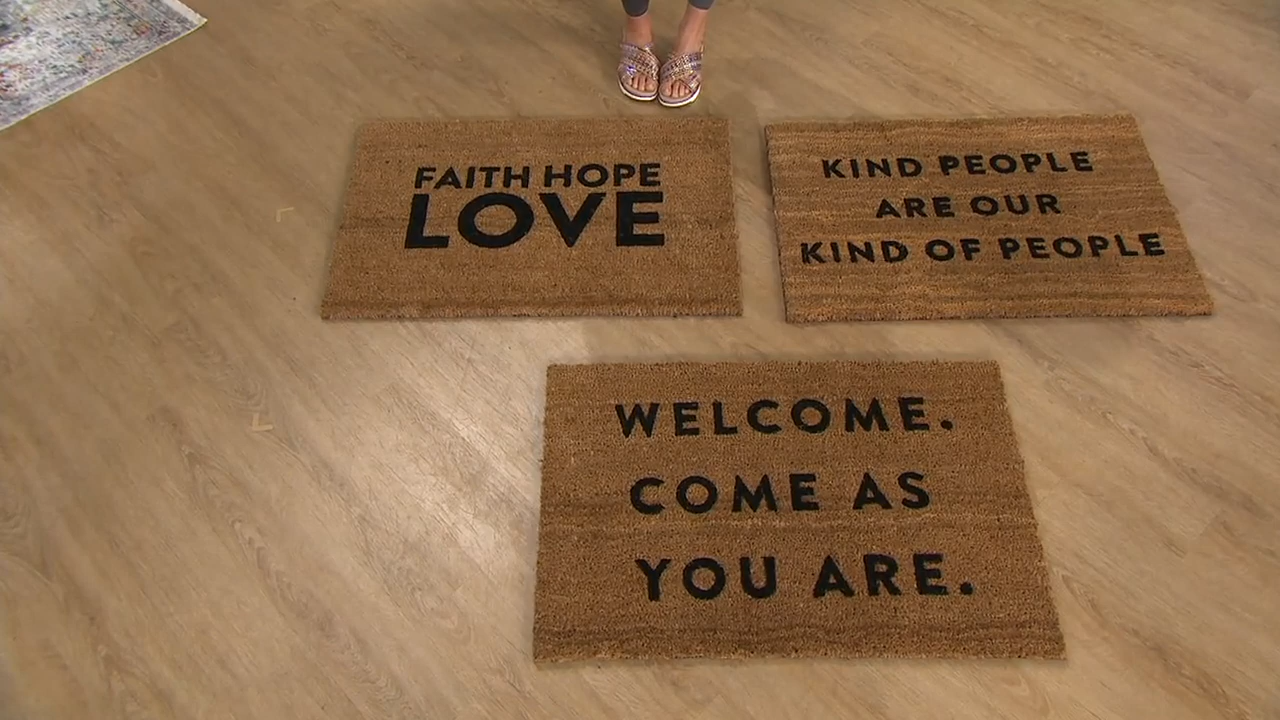 FAITH HOPE
LOVE
KIND PEOPLE
ARE OUR
KIND OF PEOPLE
WELCOME.
COME AS
YOU ARE.